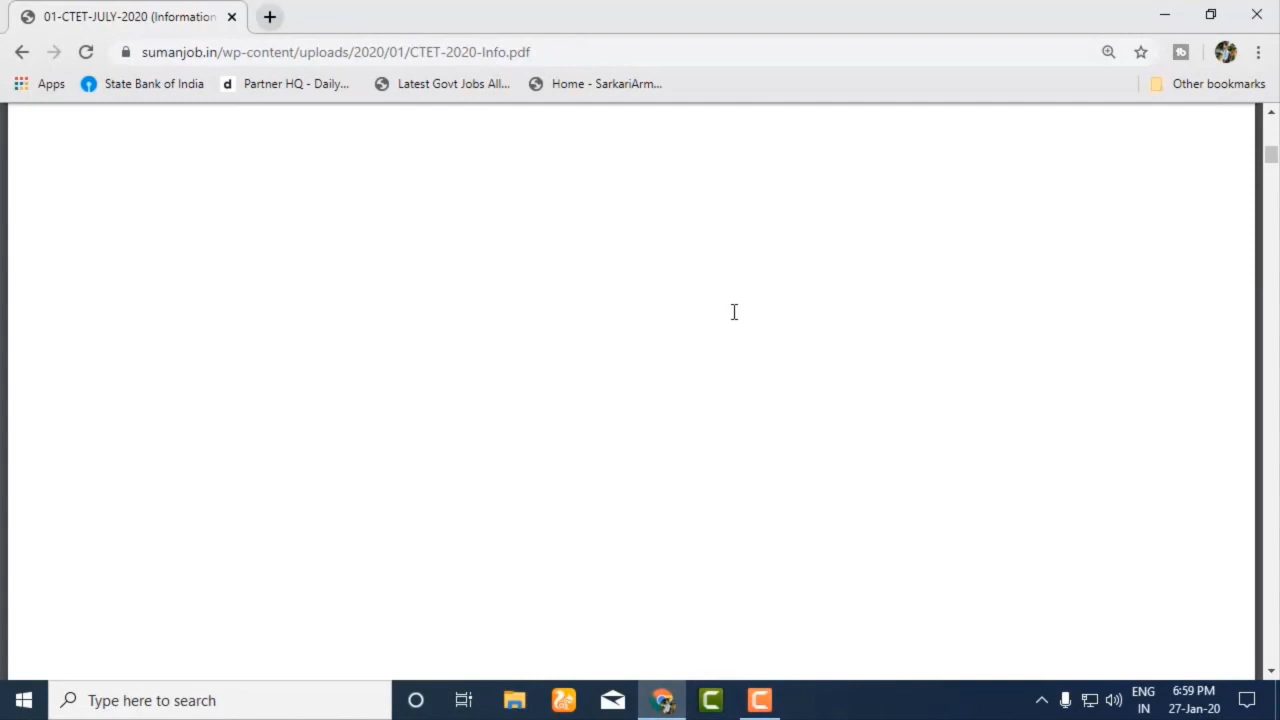 01-CTET-JULY-2020 (Information
sumanjob.in/wp-content/uploads/2020/01/CTET-2020-Info.pdf
Apps
State Bank of India
d
Partner HQ - Daily...
Latest Govt Jobs All...
Home - SarkariArm...
Other bookmarks
Type here to search
ENG
IN
6:59 PM
27-Jan-20